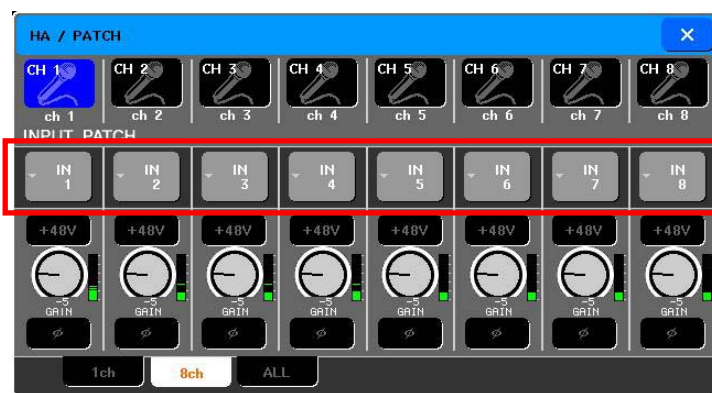 HA / PATCH
CH 1 CH 2 CH 3 CH 4 CH 5 CH 6 CH 7 CH 8
ch 1 ch 2 ch 3 ch 4 ch 5 ch 6 ch 7 ch 8
INPUT PATCH
IN IN IN IN IN IN IN IN
1 2 3 4 5 6 7 8
+48V +48V +48V +48V +48V +48V +48V +48V
-5 -5 -5 -5 -5 -5 -5 -5
GAIN GAIN GAIN GAIN GAIN GAIN GAIN GAIN
ø ø ø ø ø ø ø ø
1ch 8ch ALL